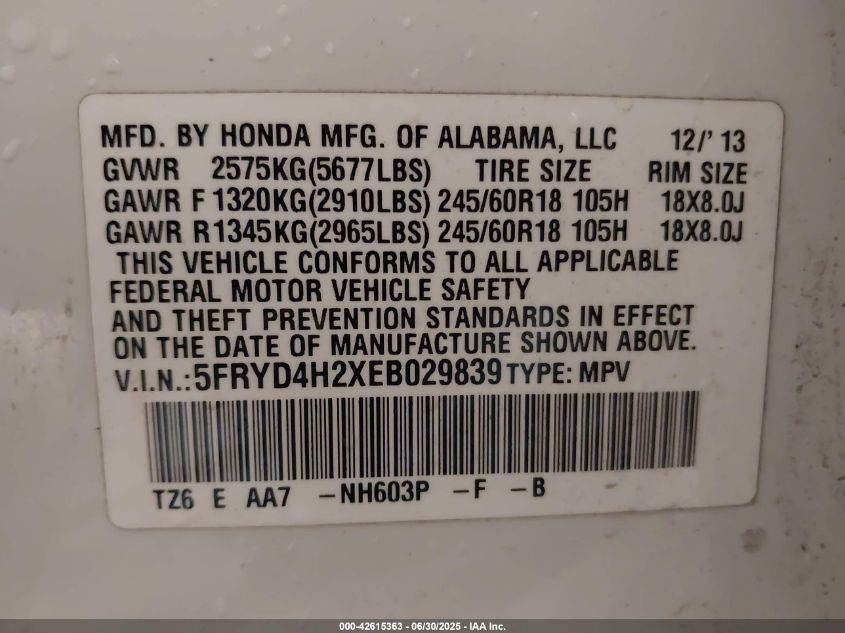 MFD. BY HONDA MFG. OF ALABAMA, LLC 12/' 13
GVWR 2575KG(5677LBS) TIRE SIZE RIM SIZE
GAWR F 1320KG(2910LBS) 245/60R18 105H 18X8.0J
GAWR R1345KG(2965LBS) 245/60R18 105H 18X8.0J
THIS VEHICLE CONFORMS TO ALL APPLICABLE
FEDERAL MOTOR VEHICLE SAFETY
AND THEFT PREVENTION STANDARDS IN EFFECT
ON THE DATE OF MANUFACTURE SHOWN ABOVE.
V.I.N.:5FRYD4H2XEB029839 TYPE: MPV
TZ6 E AA7 -NH603P -F -B
000-42615363 - 06/30/2025 - IAA Inc.